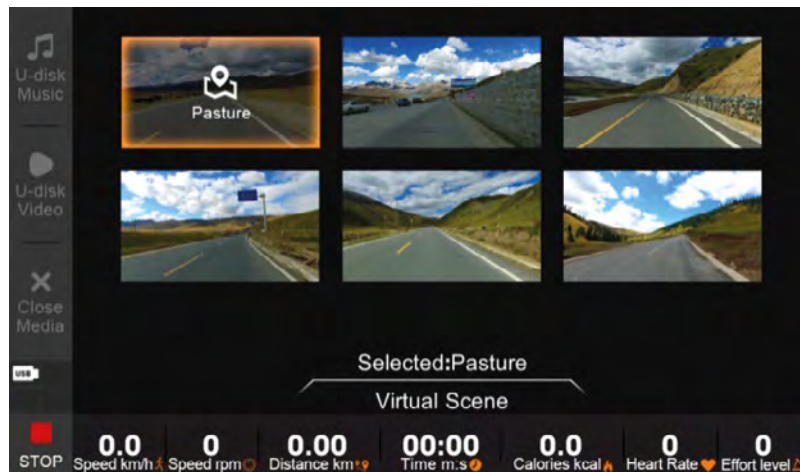 U-disk
Music
Pasture
U-disk
Video
Close
Media
Selected:Pasture
USB
Virtual Scene
STOP
0.0
Speed km/h
0
Speed rpm
0.00
Distance km
00:00
Time m:s
0.0
Calories kcal
0
Heart Rate
0
Effort level